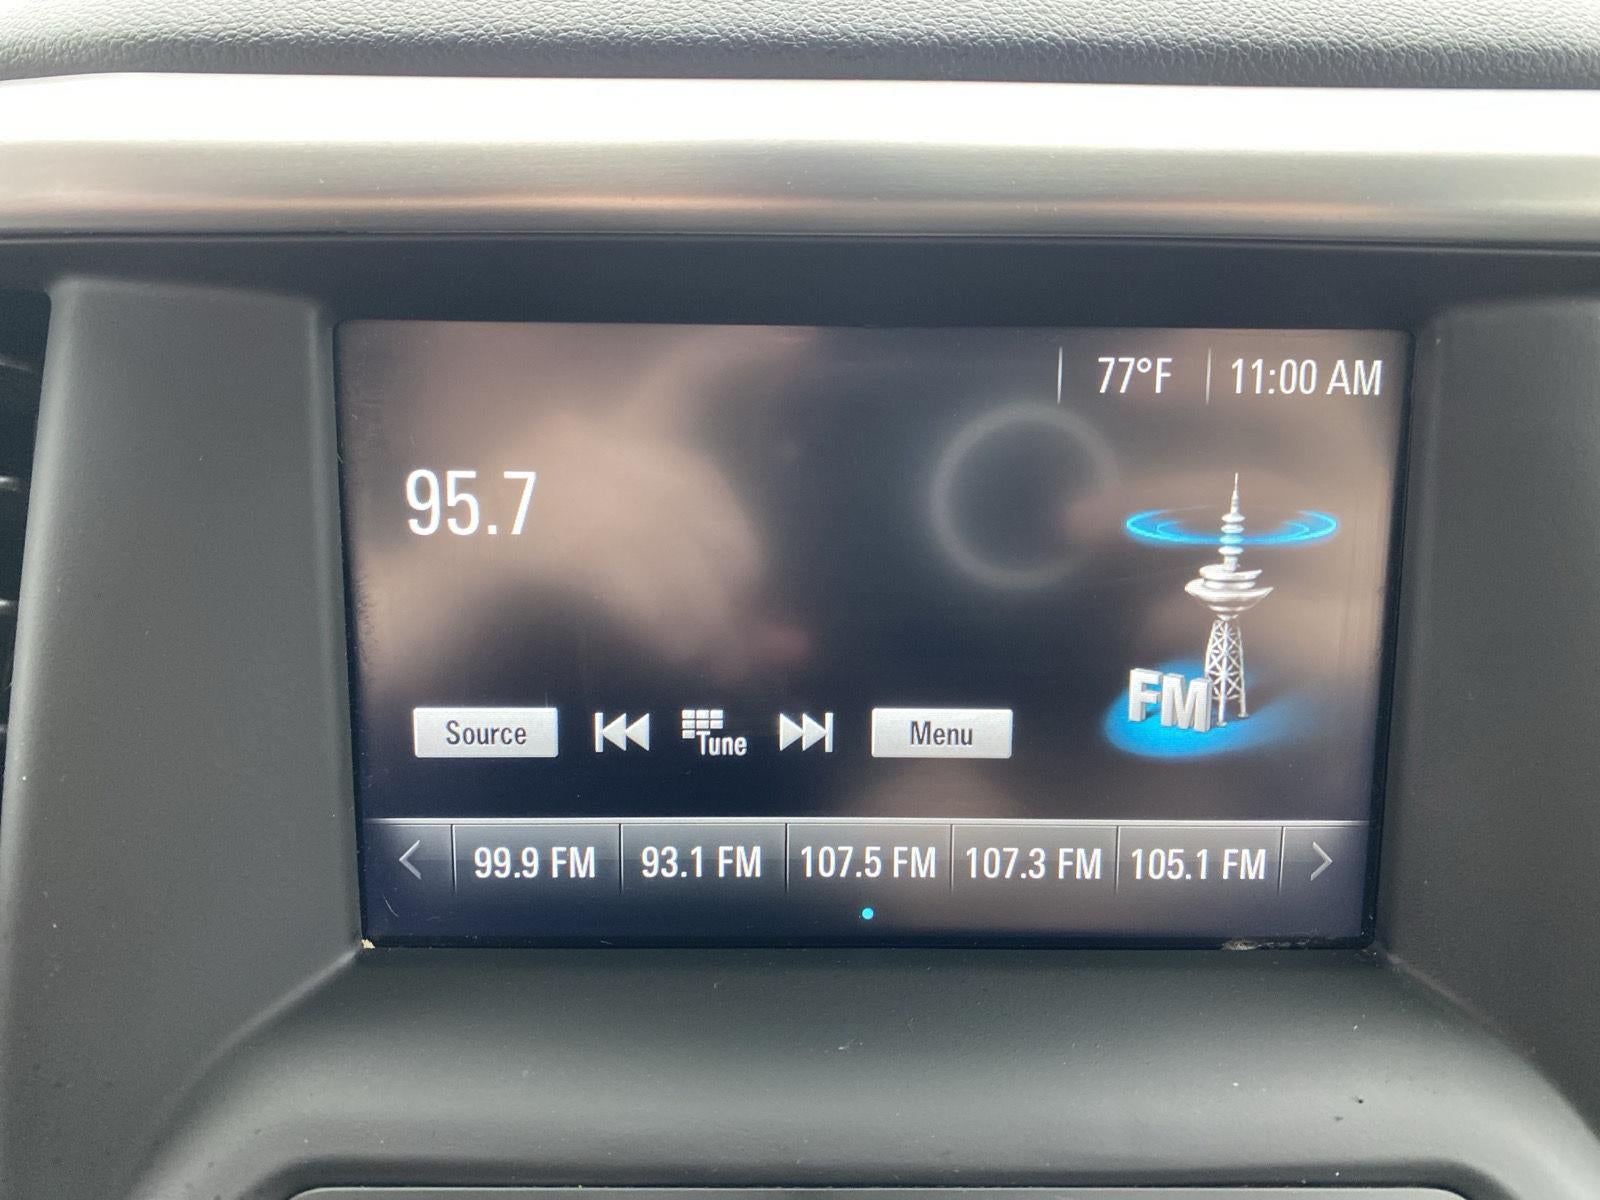 77°F 11:00 AM
95.7
FM
Source Tune Menu
99.9 FM 93.1 FM 107.5 FM 107.3 FM 105.1 FM